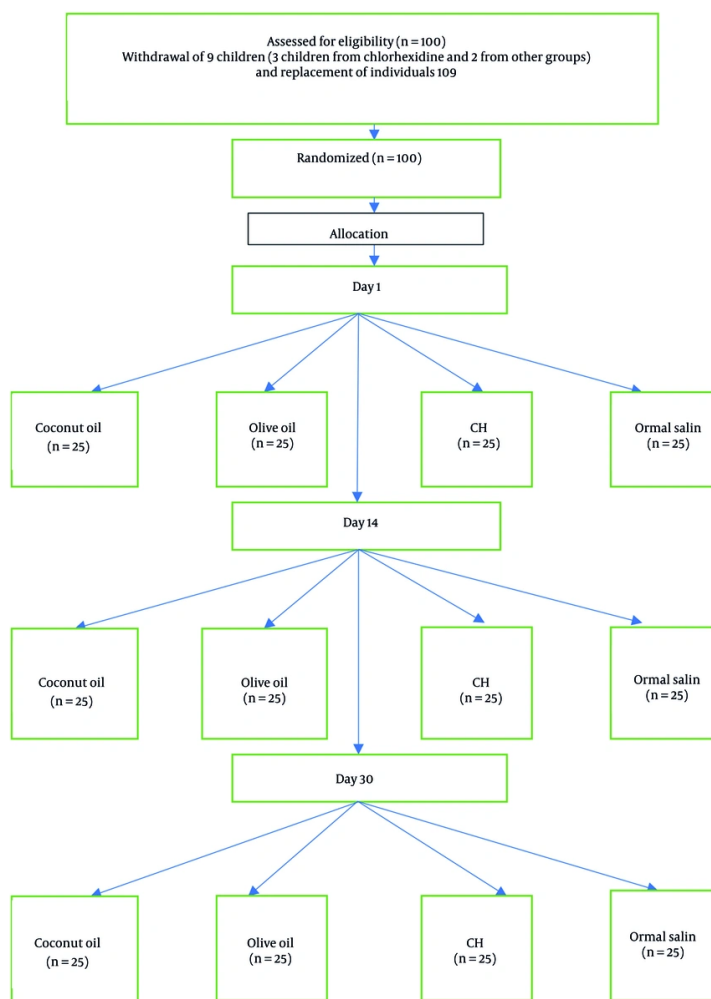 Assessed for eligibility (n = 100)
Withdrawal of 9 children (3 children from chlorhexidine and 2 from other groups)
and replacement of individuals 109
Randomized (n = 100)
Allocation
Day 1
Coconut oil
(n = 25)
Olive oil
(n = 25)
CH
(n = 25)
Ormal salin
(n = 25)
Day 14
Coconut oil
(n = 25)
Olive oil
(n = 25)
CH
(n = 25)
Ormal salin
(n = 25)
Day 30
Coconut oil
(n = 25)
Olive oil
(n = 25)
CH
(n = 25)
Ormal salin
(n = 25)